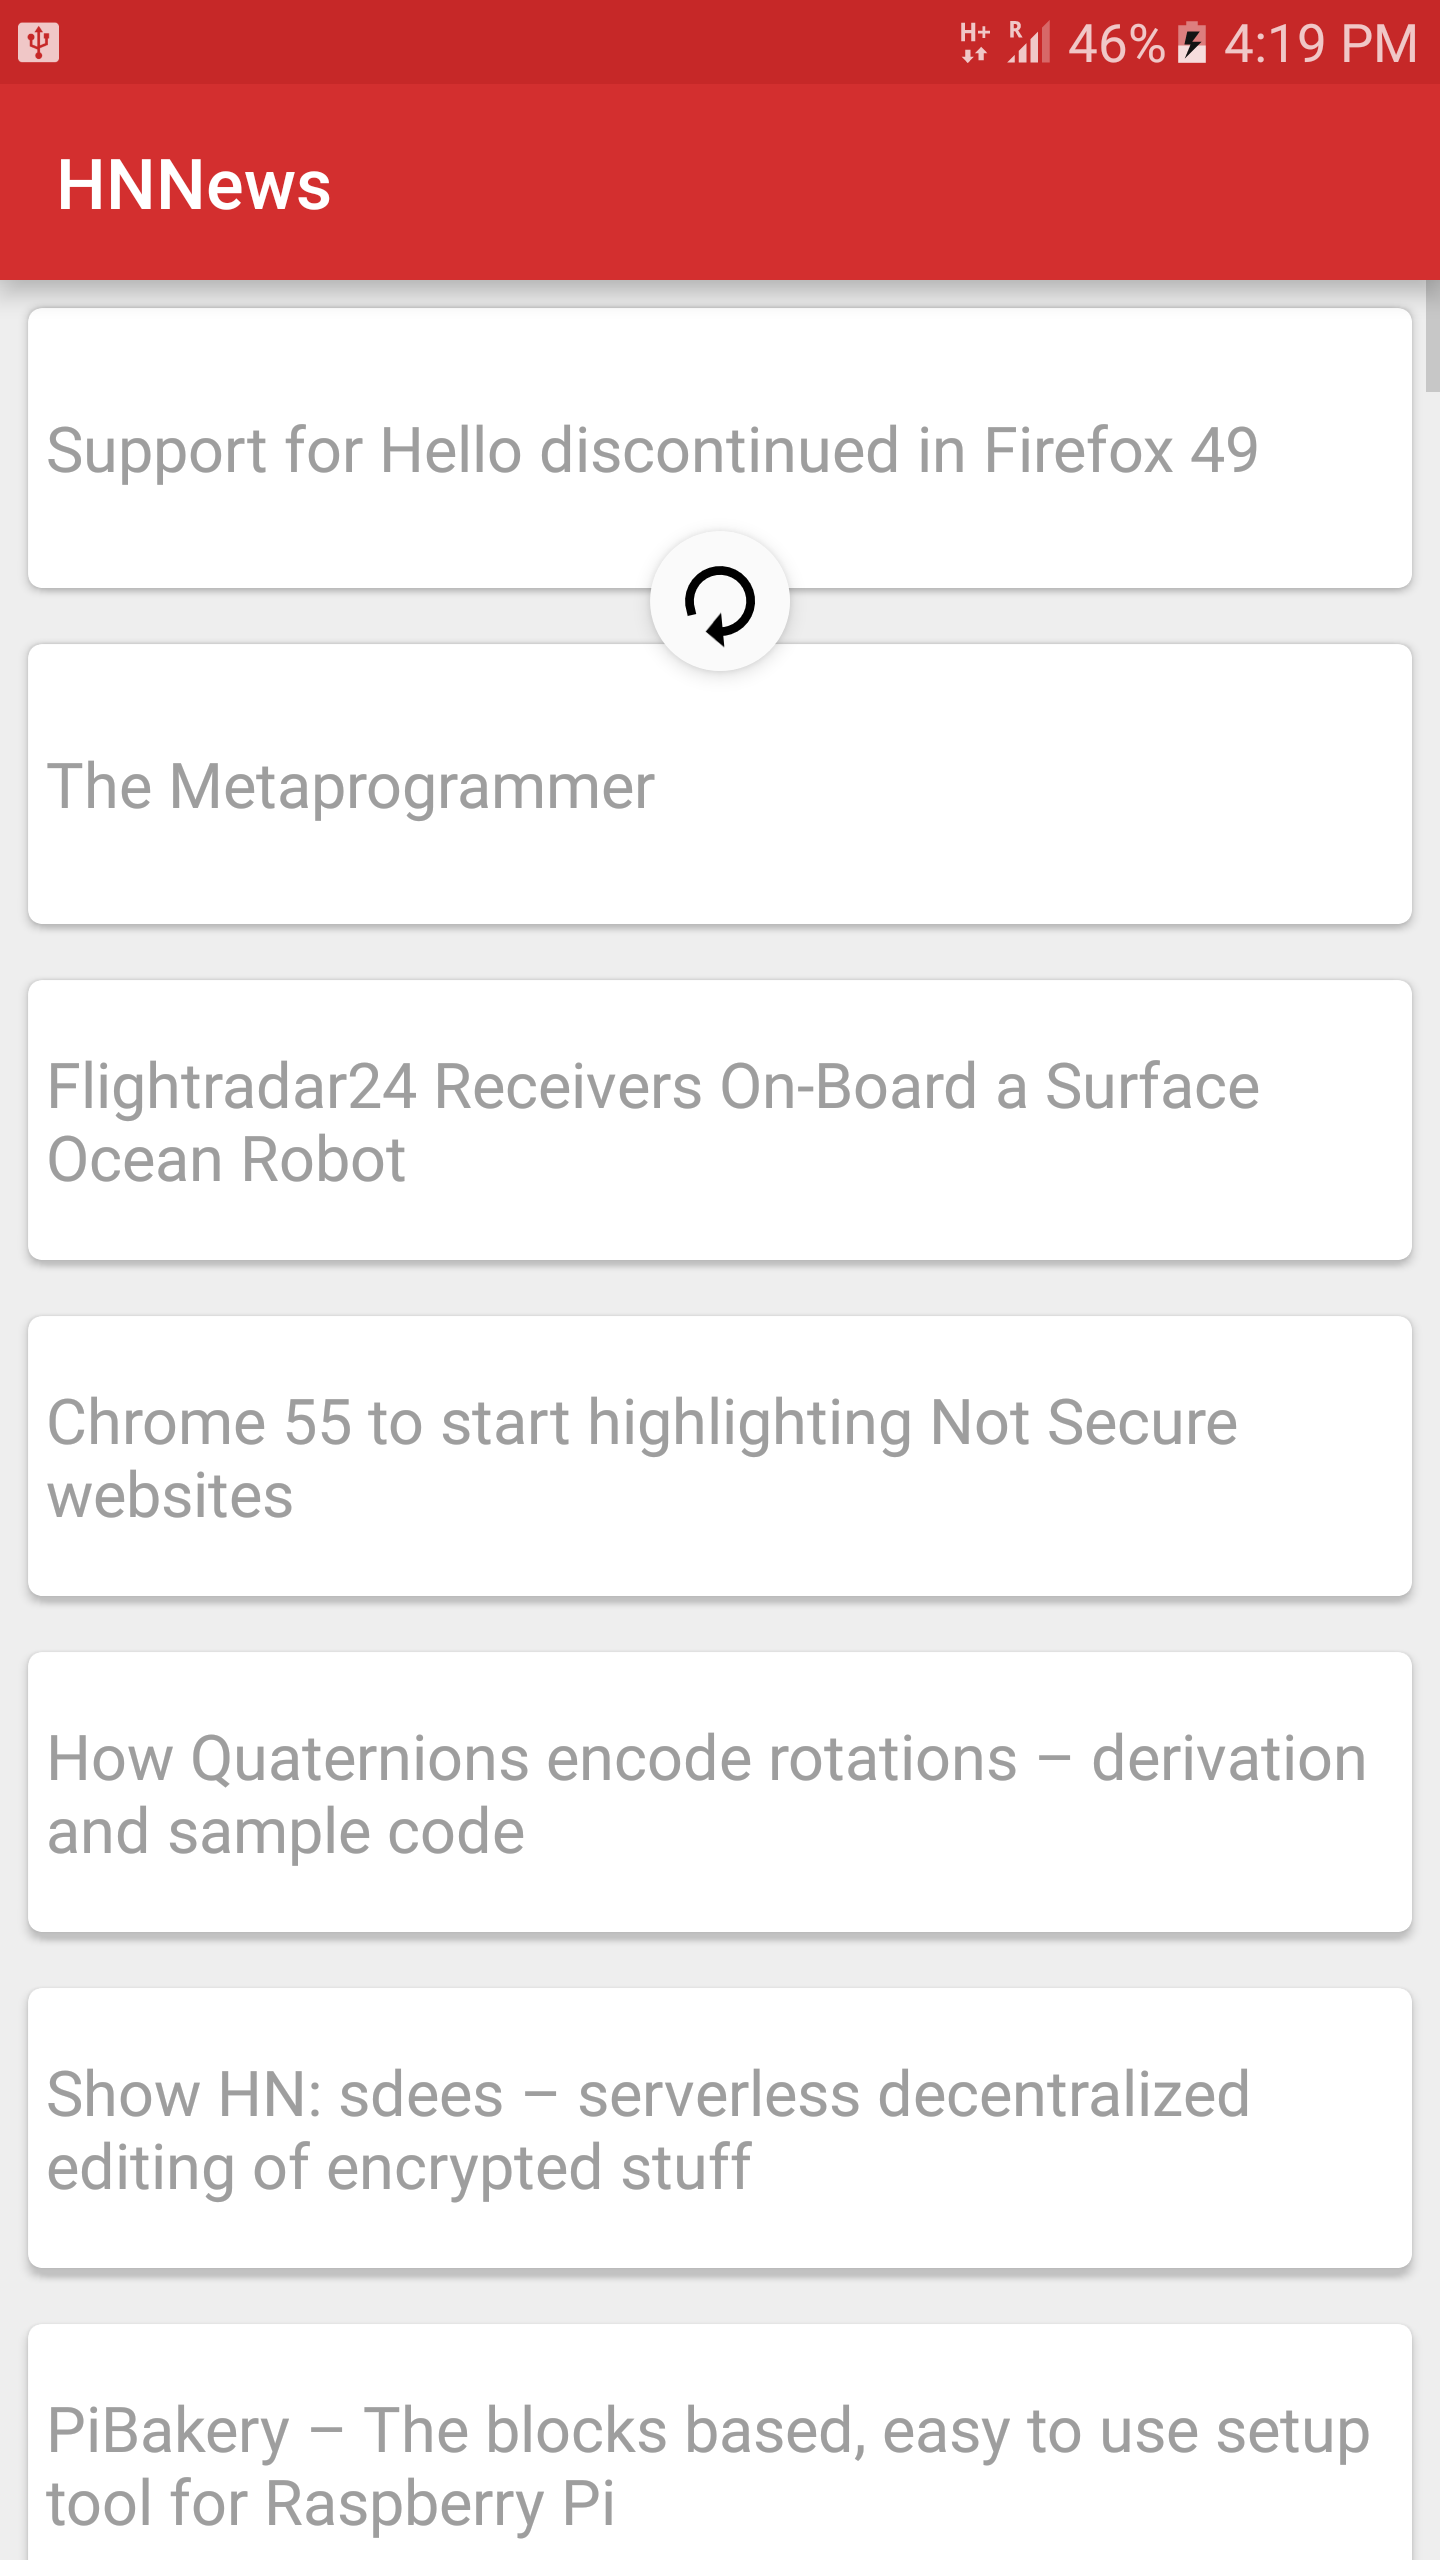 H+ R 46% 4:19 PM
HNNews
Support for Hello discontinued in Firefox 49
The Metaprogrammer
Flightradar24 Receivers On-Board a Surface
Ocean Robot
Chrome 55 to start highlighting Not Secure
websites
How Quaternions encode rotations – derivation
and sample code
Show HN: sdees – serverless decentralized
editing of encrypted stuff
PiBakery – The blocks based, easy to use setup
tool for Raspberry Pi